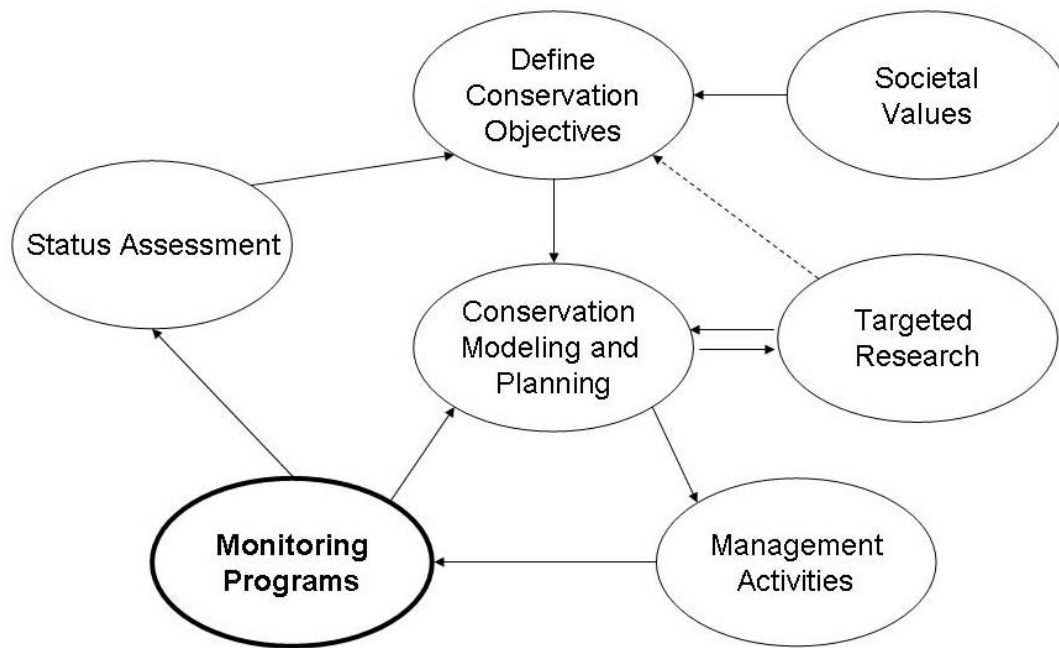 Define
Conservation
Objectives
Societal
Values
Status Assessment
Conservation
Modeling and
Planning
Targeted
Research
Monitoring
Programs
Management
Activities